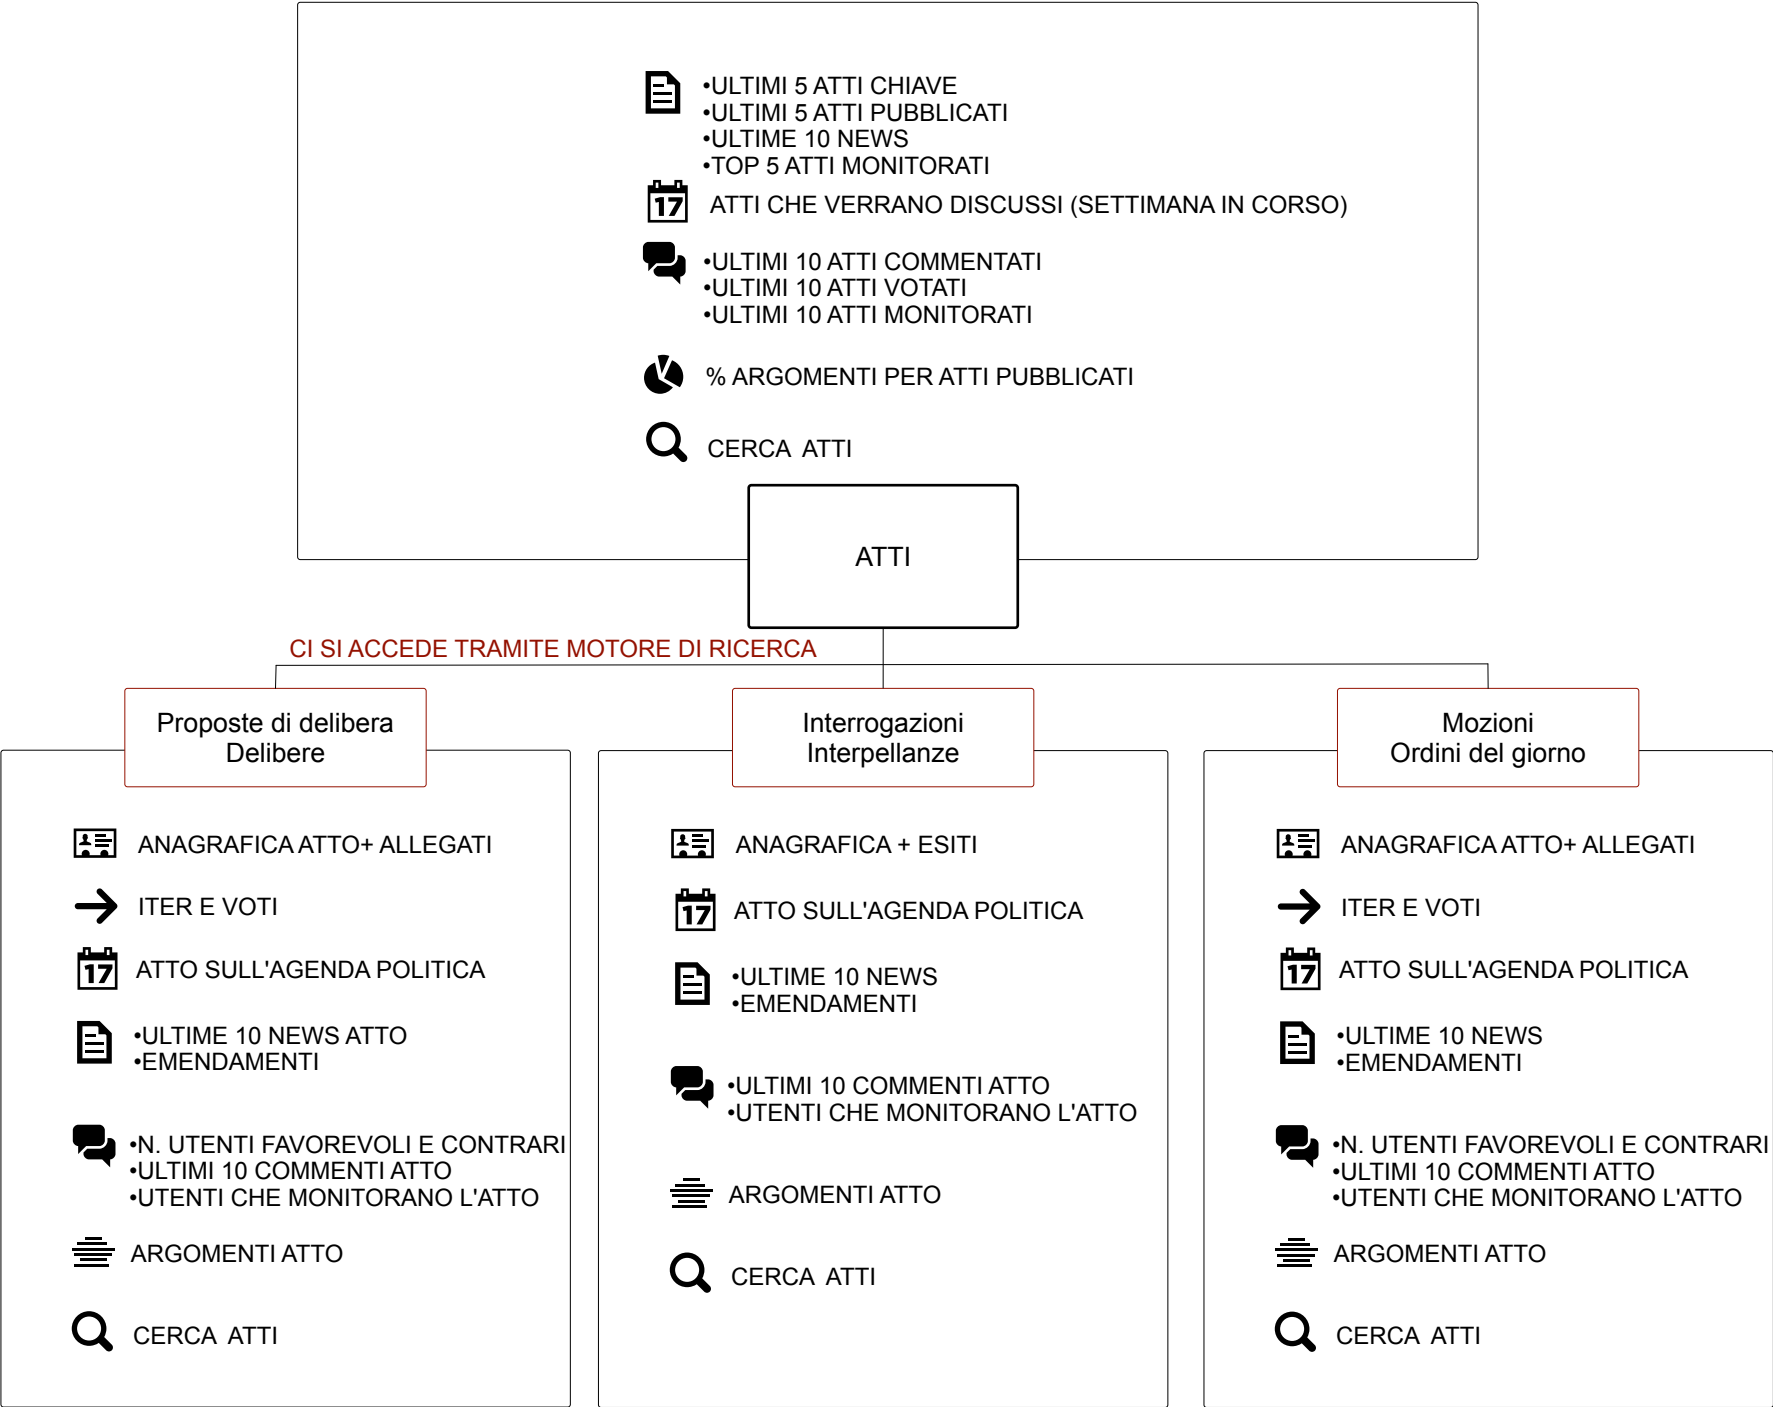 •ULTIMI 5 ATTI CHIAVE
•ULTIMI 5 ATTI PUBBLICATI
•ULTIME 10 NEWS
•TOP 5 ATTI MONITORATI
17
ATTI CHE VERRANO DISCUSSI (SETTIMANA IN CORSO)
•ULTIMI 10 ATTI COMMENTATI
•ULTIMI 10 ATTI VOTATI
•ULTIMI 10 ATTI MONITORATI
% ARGOMENTI PER ATTI PUBBLICATI
CERCA ATTI
ATTI
CI SI ACCEDE TRAMITE MOTORE DI RICERCA
Proposte di delibera
Delibere
ANAGRAFICA ATTO+ ALLEGATI
ITER E VOTI
17
ATTO SULL'AGENDA POLITICA
•ULTIME 10 NEWS ATTO
•EMENDAMENTI
•N. UTENTI FAVOREVOLI E CONTRARI
•ULTIMI 10 COMMENTI ATTO
•UTENTI CHE MONITORANO L'ATTO
ARGOMENTI ATTO
CERCA ATTI
Interrogazioni
Interpellanze
ANAGRAFICA + ESITI
17
ATTO SULL'AGENDA POLITICA
•ULTIME 10 NEWS
•EMENDAMENTI
•ULTIMI 10 COMMENTI ATTO
•UTENTI CHE MONITORANO L'ATTO
ARGOMENTI ATTO
CERCA ATTI
Mozioni
Ordini del giorno
ANAGRAFICA ATTO+ ALLEGATI
ITER E VOTI
17
ATTO SULL'AGENDA POLITICA
•ULTIME 10 NEWS
•EMENDAMENTI
•N. UTENTI FAVOREVOLI E CONTRARI
•ULTIMI 10 COMMENTI ATTO
•UTENTI CHE MONITORANO L'ATTO
ARGOMENTI ATTO
CERCA ATTI